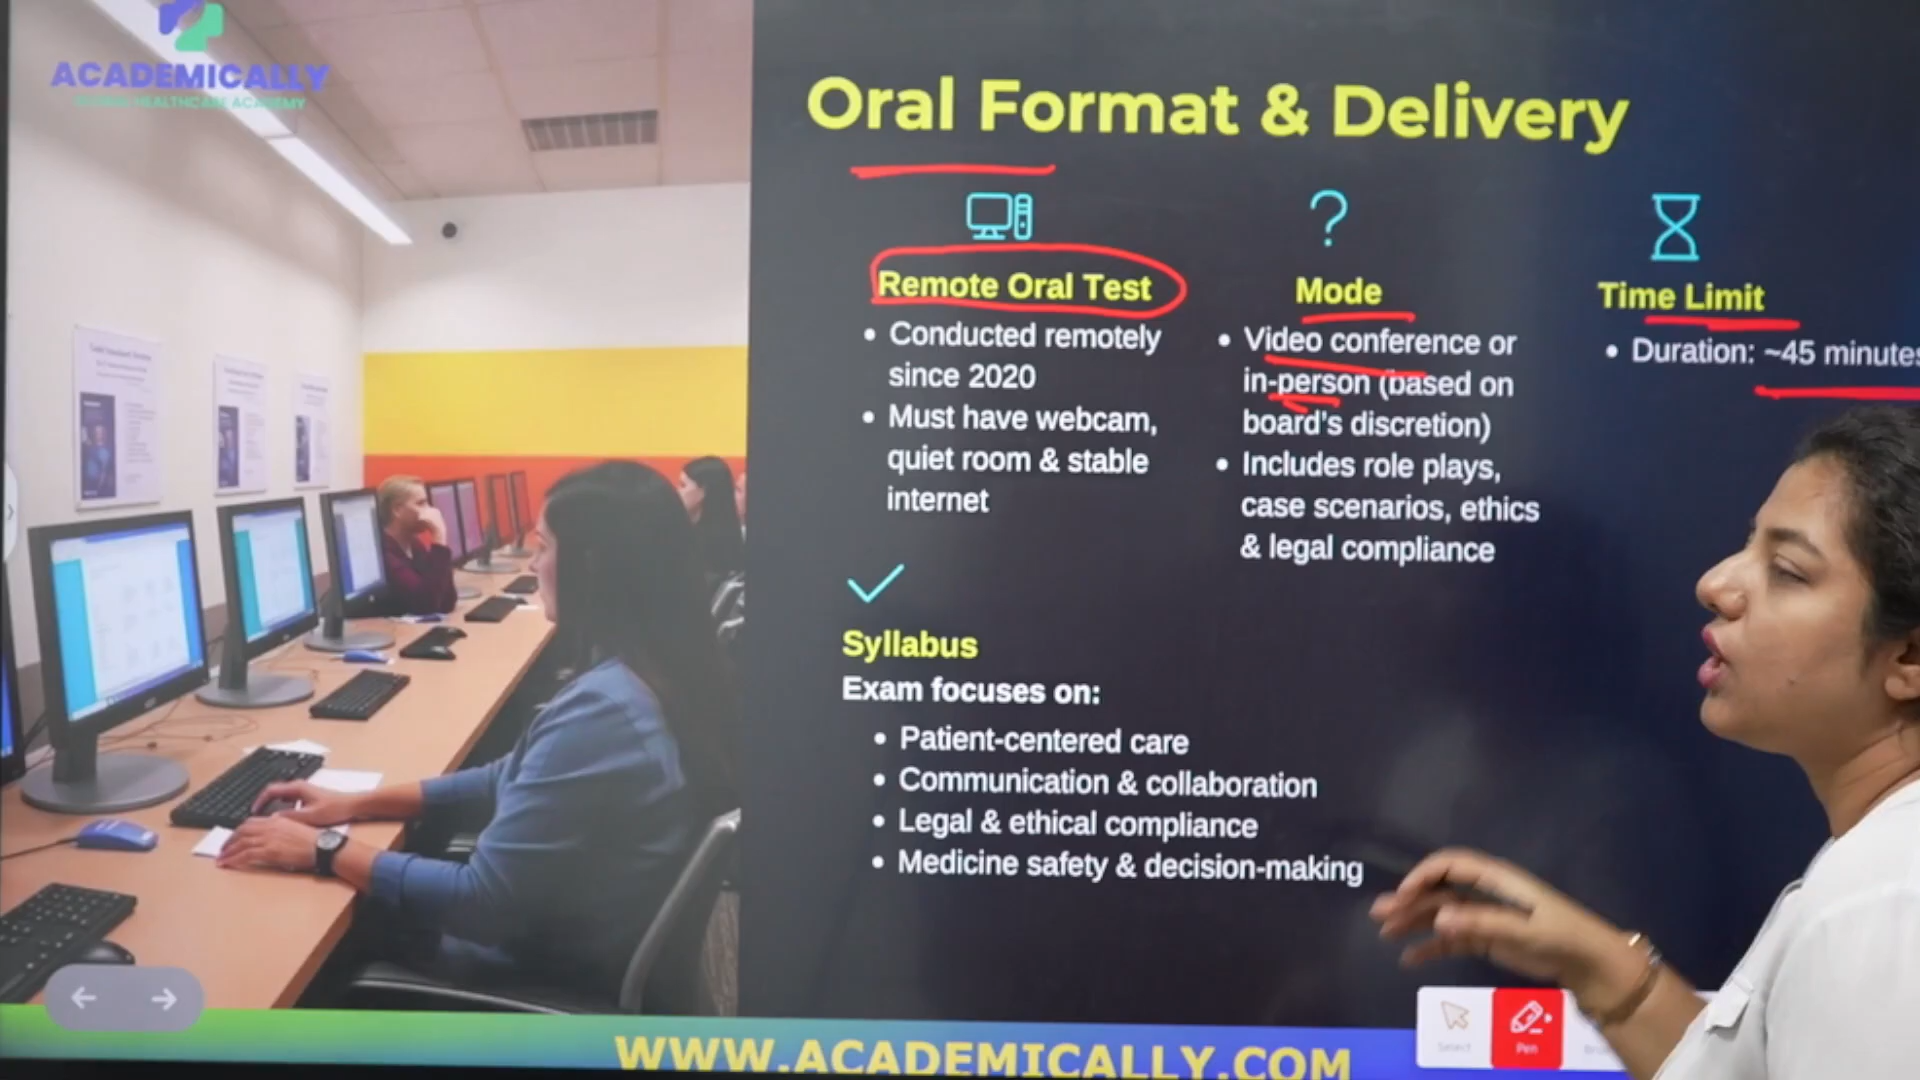 ACADEMICALLY
HEALTHCARE ACADEMY
Oral Format & Delivery
Remote Oral Test
• Conducted remotely
since 2020
• Must have webcam,
quiet room & stable
internet
Mode
• Video conference or
in-person (based on
board's discretion)
• Includes role plays,
case scenarios, ethics
& legal compliance
Time Limit
• Duration: ~45 minutes
Syllabus
Exam focuses on:
• Patient-centered care
• Communication & collaboration
• Legal & ethical compliance
• Medicine safety & decision-making
Select
Pen
WWW.ACADEMICALLY.COM